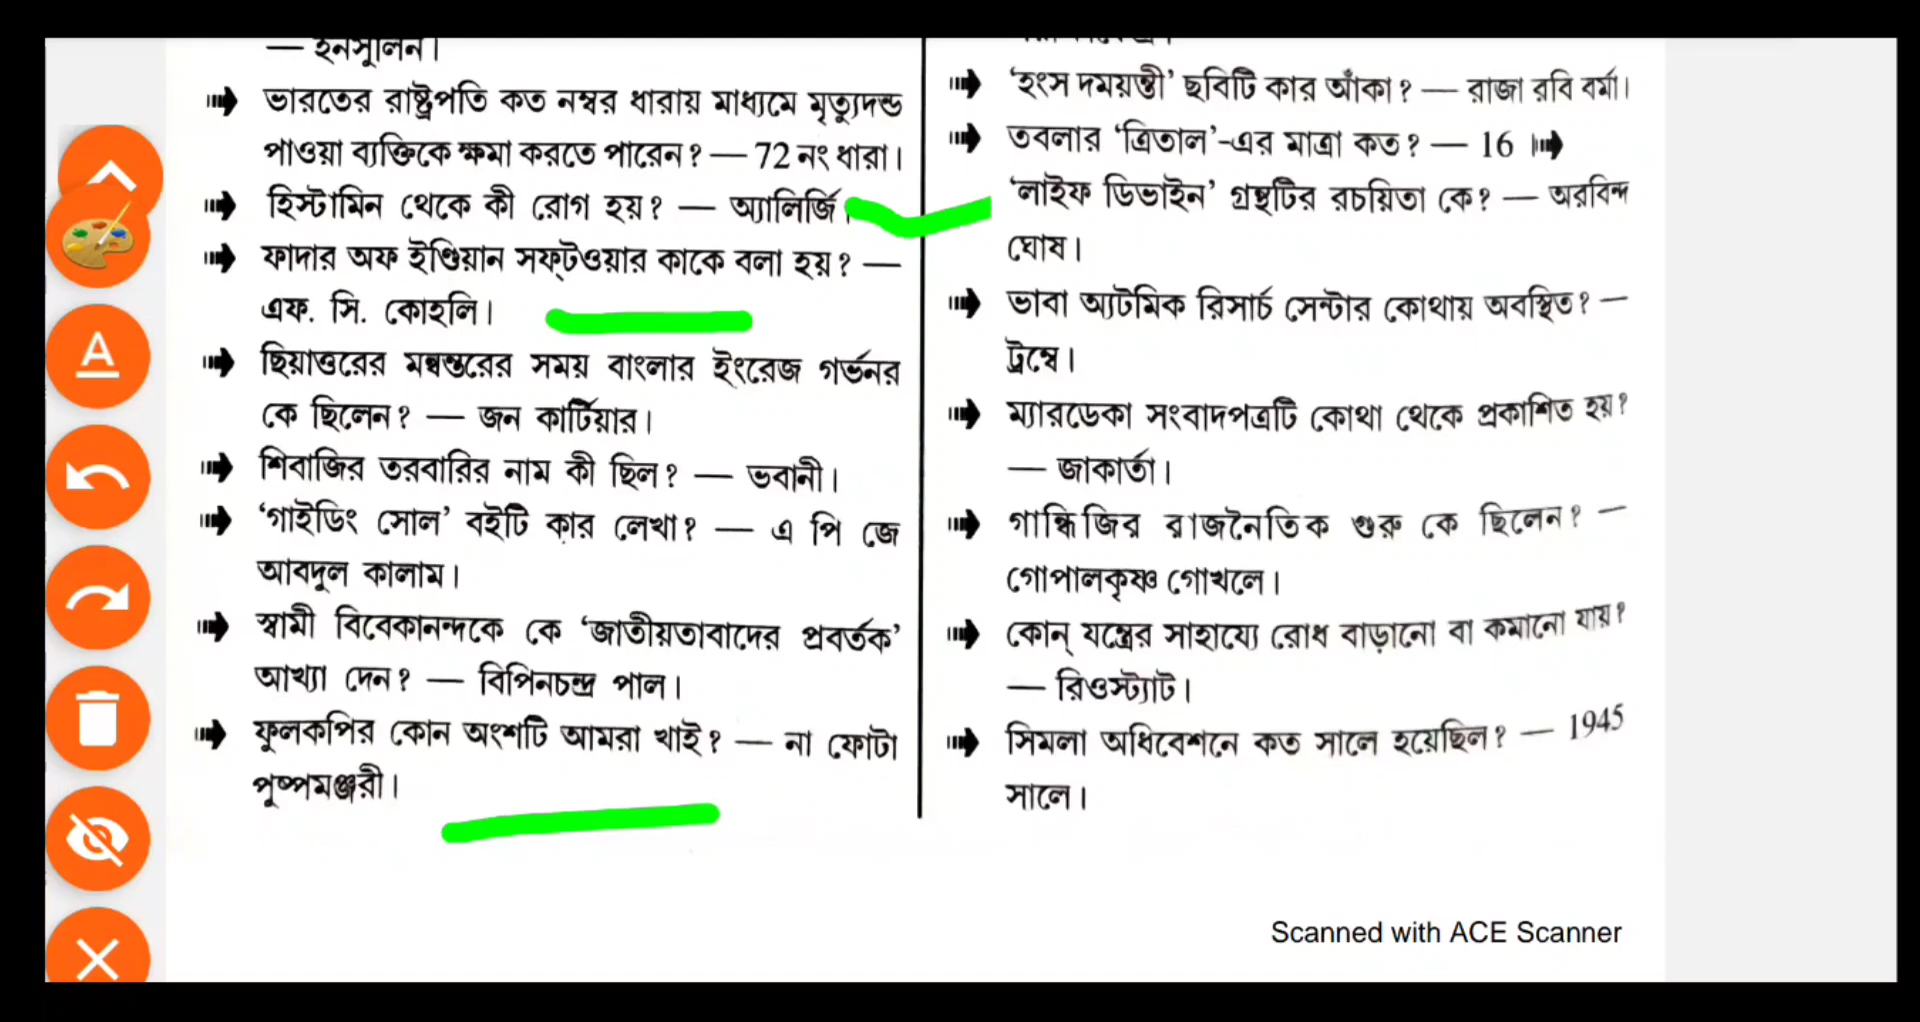 — ইনসুলিন।
ভারতের রাষ্ট্রপতি কত নম্বর ধারায় মাধ্যমে মৃত্যুদন্ড
পাওয়া ব্যক্তিকে ক্ষমা করতে পারেন? — 72 নং ধারা।
হিস্টামিন থেকে কী রোগ হয়? — অ্যালির্জি।
ফাদার অফ ইণ্ডিয়ান সফ্টওয়ার কাকে বলা হয়? —
এফ. সি. কোহলি।
ছিয়াত্তরের মন্বন্তরের সময় বাংলার ইংরেজ গর্ভনর
কে ছিলেন? — জন কার্টিয়ার।
শিবাজির তরবারির নাম কী ছিল? — ভবানী।
‘গাইডিং সোল’ বইটি কার লেখা? — এ পি জে
আবদুল কালাম।
স্বামী বিবেকানন্দকে কে ‘জাতীয়তাবাদের প্রবর্তক’
আখ্যা দেন? — বিপিনচন্দ্র পাল।
ফুলকপির কোন অংশটি আমরা খাই? — না ফোটা
পুষ্পমঞ্জরী।
‘হংস দময়ন্তী’ ছবিটি কার আঁকা? — রাজা রবি বর্মা।
তবলার ‘ত্রিতাল’-এর মাত্রা কত? — 16 ।
‘লাইফ ডিভাইন’ গ্রন্থটির রচয়িতা কে? — অরবিন্দ
ঘোষ।
ভাবা অ্যটমিক রিসার্চ সেন্টার কোথায় অবস্থিত? —
ট্রম্বে।
ম্যারডেকা সংবাদপত্রটি কোথা থেকে প্রকাশিত হয়?
— জাকার্তা।
গান্ধিজির রাজনৈতিক গুরু কে ছিলেন? —
গোপালকৃষ্ণ গোখলে।
কোন্ যন্ত্রের সাহায্যে রোধ বাড়ানো বা কমানো যায়?
— রিওস্ট্যাট।
সিমলা অধিবেশনে কত সালে হয়েছিল? — 1945
সালে।
Scanned with ACE Scanner
A